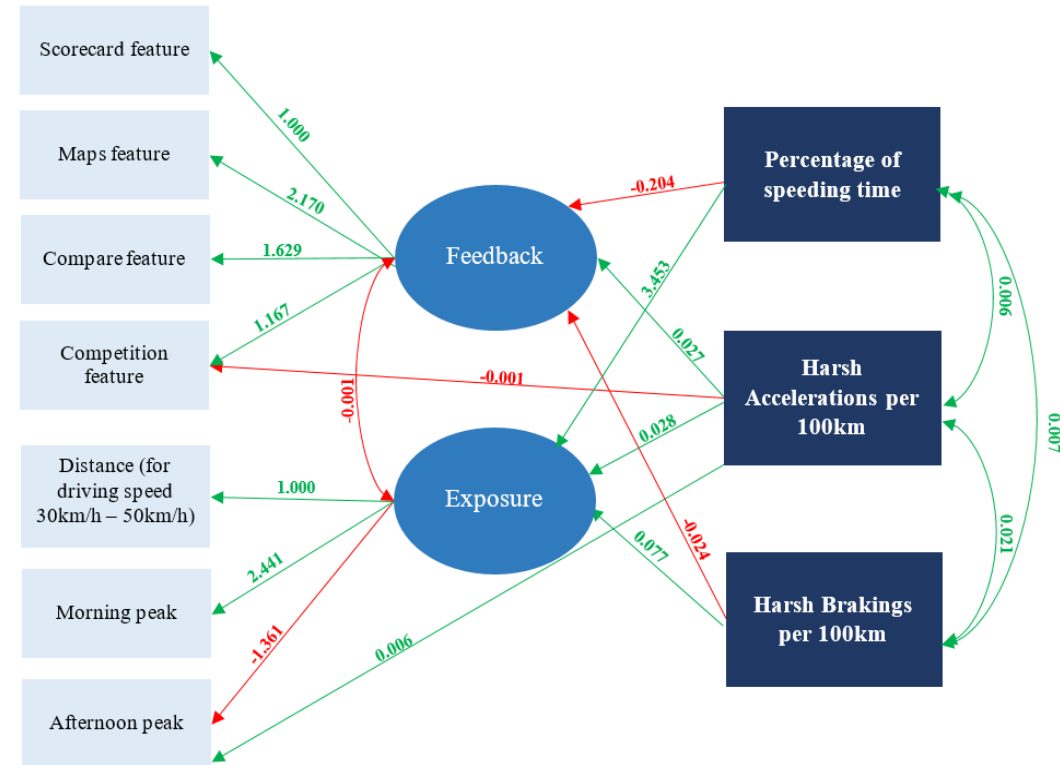 Scorecard feature
1.000
Maps feature
2.170
Compare feature
1.629
Competition
feature
1.167
Feedback
-0.204
Percentage of
speeding time
3.453
0.006
0.027
-0.001
Harsh
Accelerations per
100km
-0.001
0.028
0.007
Distance (for
driving speed
30km/h – 50km/h)
1.000
Exposure
0.021
-0.024
0.077
Morning peak
2.441
Harsh Brakings
per 100km
-1.361
0.006
Afternoon peak